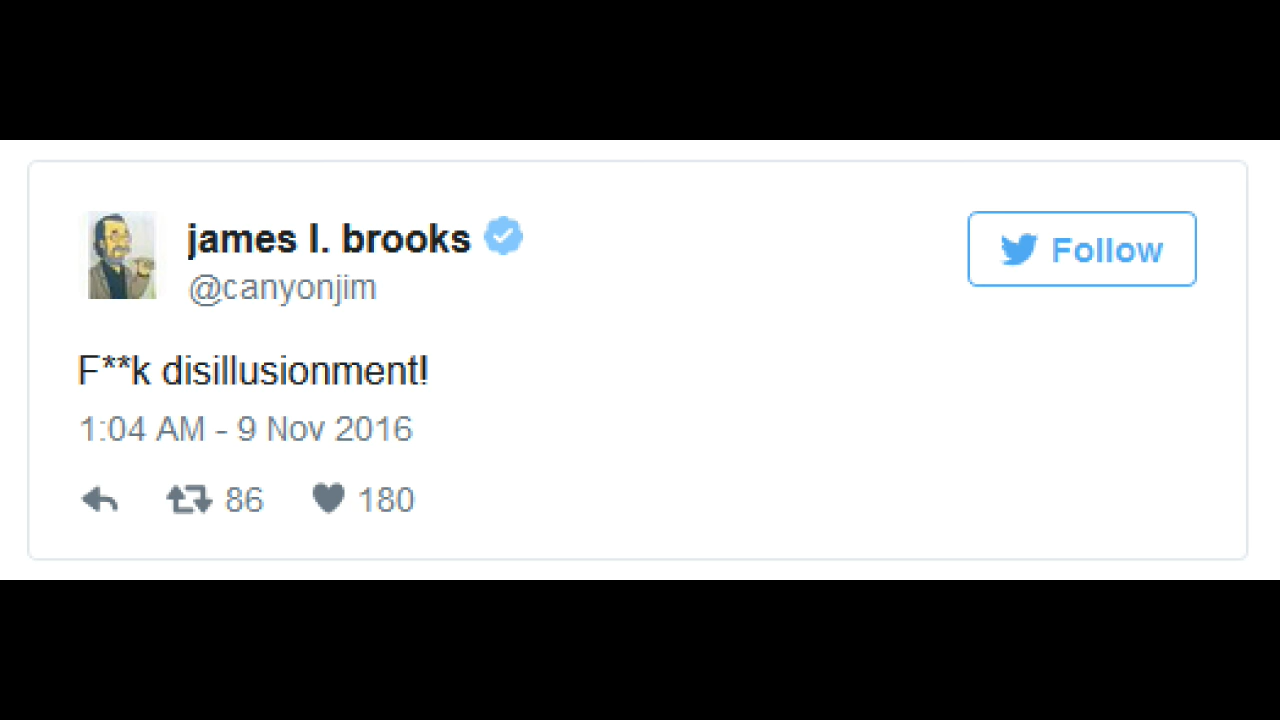 james l. brooks
@canyonjim
Follow
F**k disillusionment!
1:04 AM - 9 Nov 2016
86 180